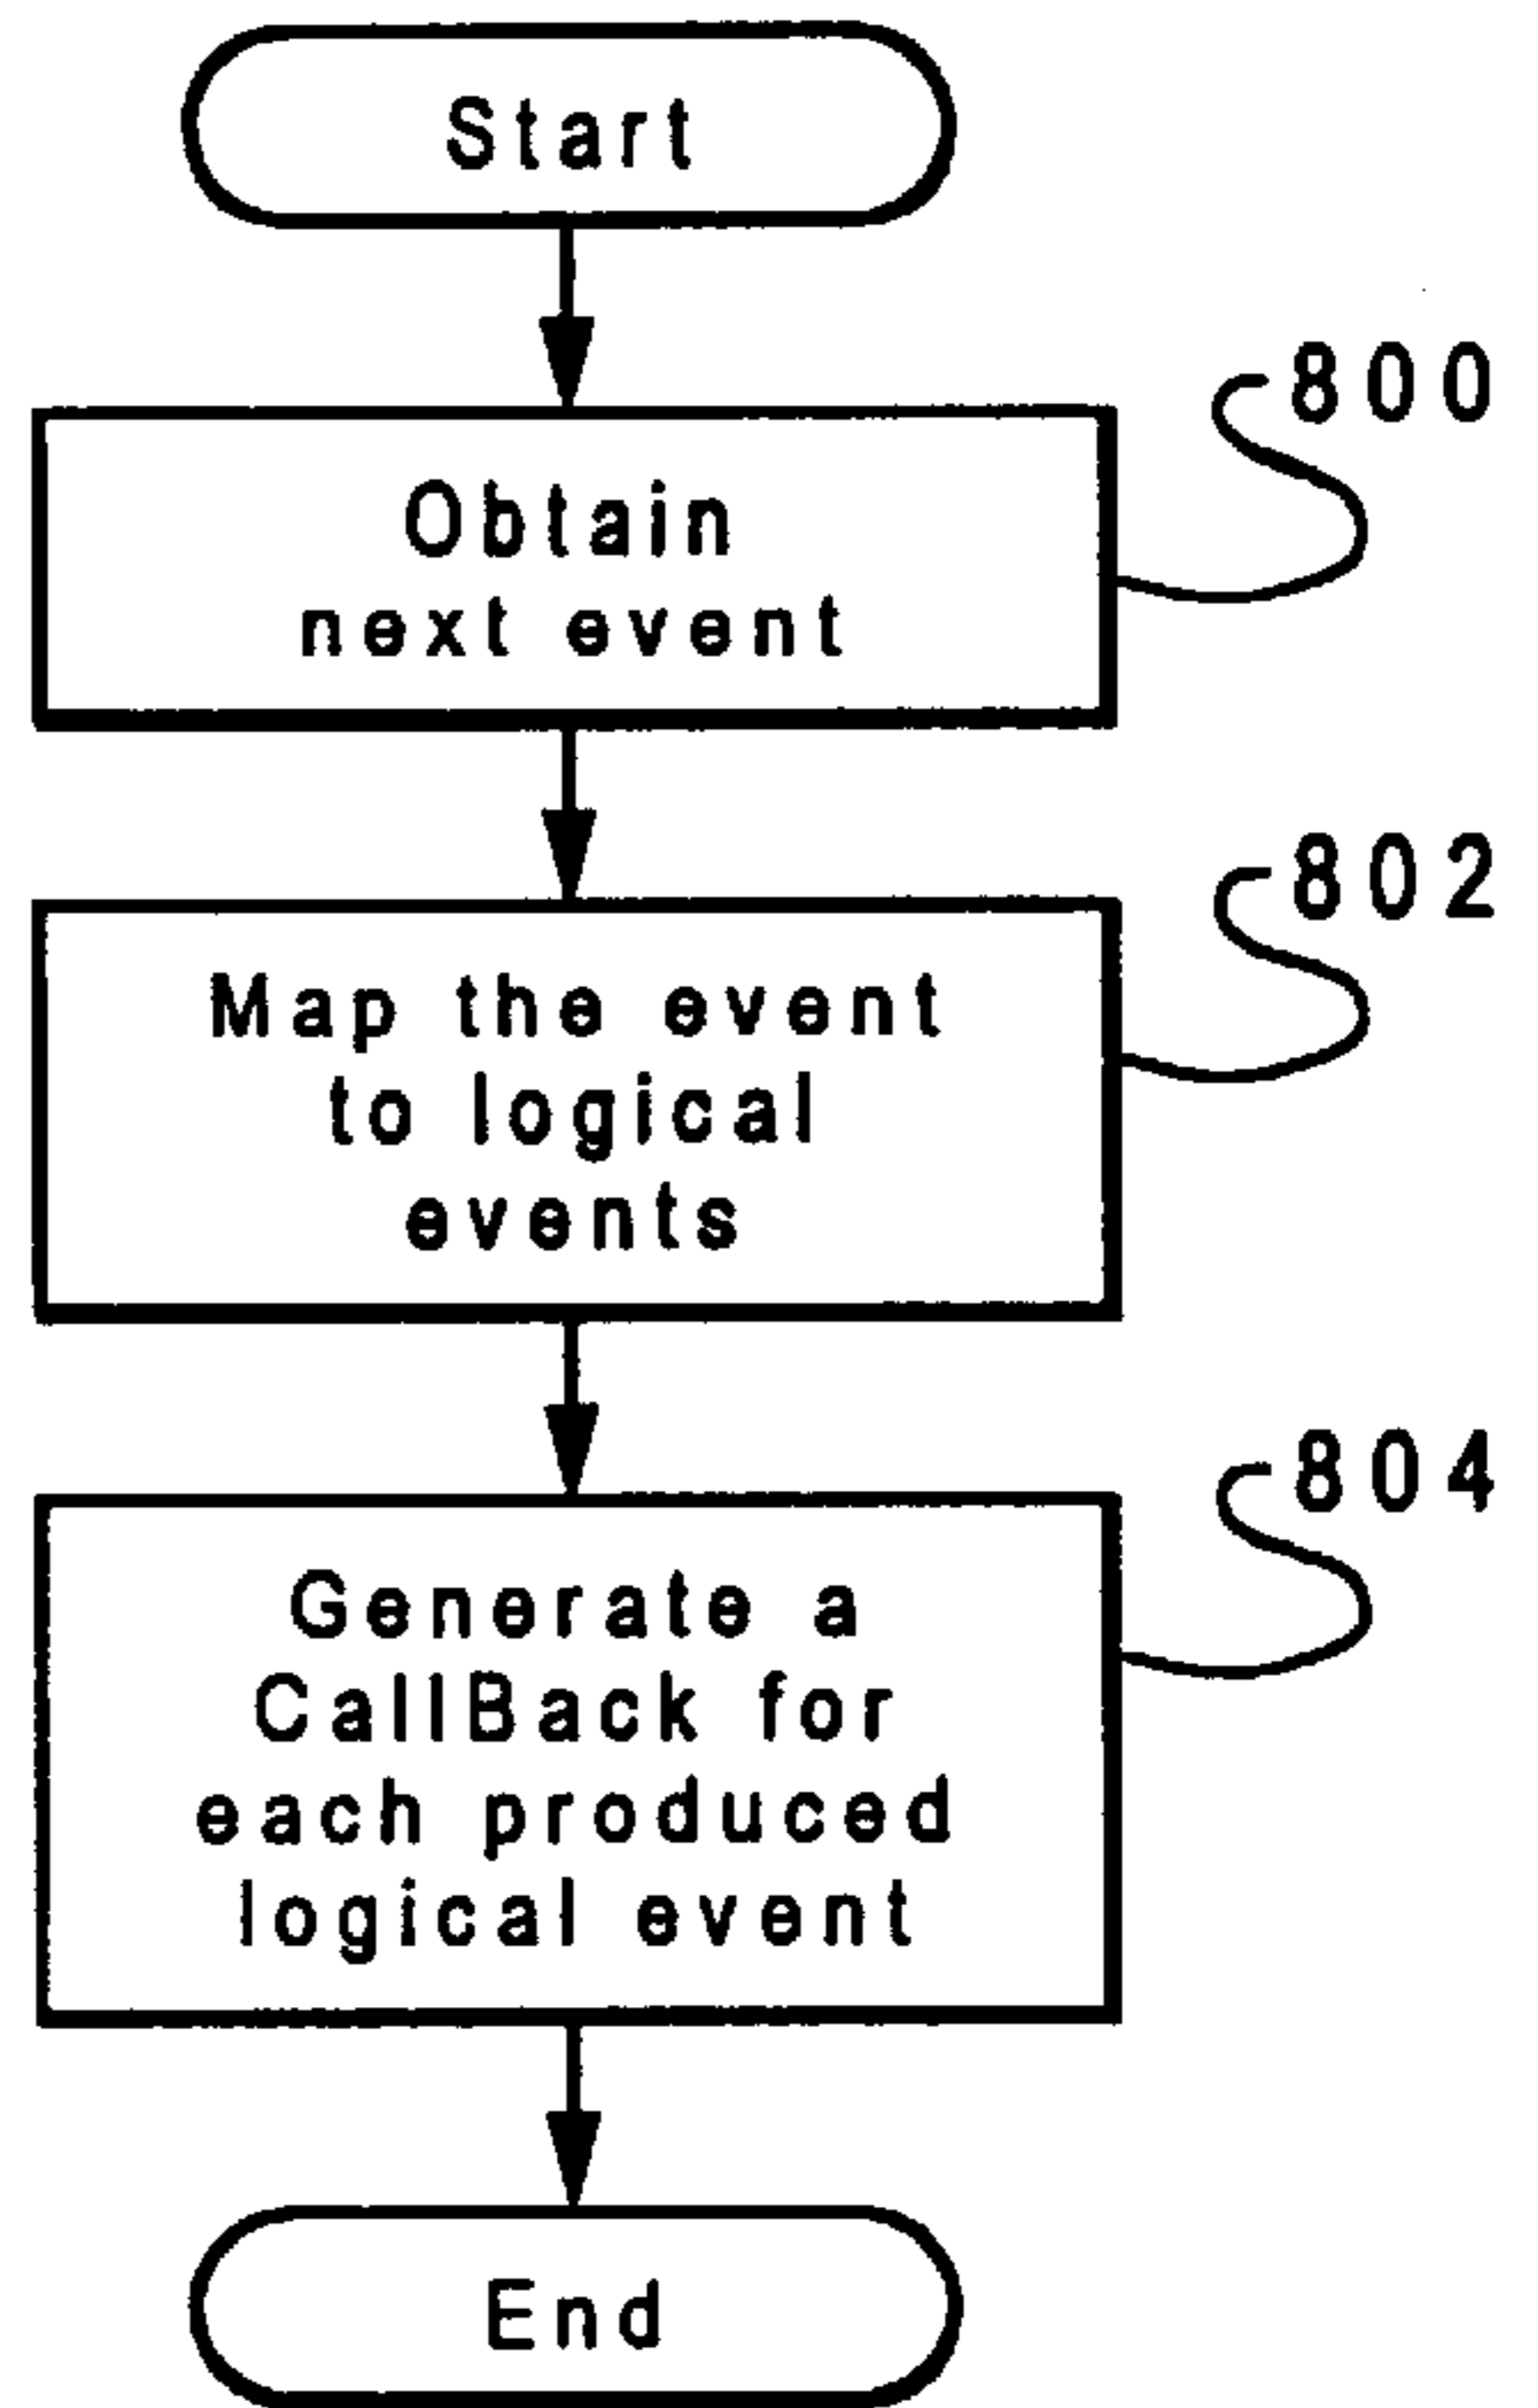 Start
800
Obtain
next event
802
Map the event
to logical
events
804
Generate a
CallBack for
each produced
logical event
End